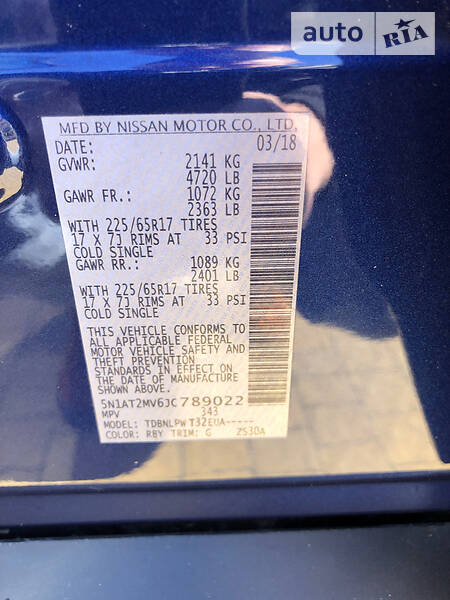 auto RIA
MFD BY NISSAN MOTOR CO., LTD.
DATE: 03/18
GVWR: 2141 KG
4720 LB
GAWR FR.: 1072 KG
2363 LB
WITH 225/65R17 TIRES
17 X 7J RIMS AT 33 PSI
COLD SINGLE
GAWR RR.: 1089 KG
2401 LB
WITH 225/65R17 TIRES
17 X 7J RIMS AT 33 PSI
COLD SINGLE
THIS VEHICLE CONFORMS TO
ALL APPLICABLE FEDERAL
MOTOR VEHICLE SAFETY AND
THEFT PREVENTION
STANDARDS IN EFFECT ON
THE DATE OF MANUFACTURE
SHOWN ABOVE.
5N1AT2MV6JC789022
MPV 343
MODEL: TDBNLPWT32EUA-----
COLOR: RBY TRIM: G ZS30A